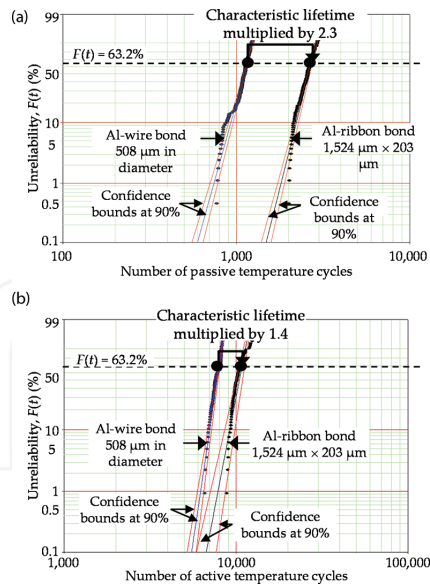 (a)
Characteristic lifetime
multiplied by 2.3
Unreliability, F(t) (%)
99
F(t) = 63.2%
50
10
5
1
0.5
0.1
Al-wire bond
508 µm in
diameter
Al-ribbon bond
1,524 µm × 203
µm
Confidence
bounds at 90%
Confidence
bounds at
90%
100
1,000
10,000
Number of passive temperature cycles
(b)
Characteristic lifetime
multiplied by 1.4
Unreliability, F(t) (%)
99
F(t) = 63.2%
50
10
5
1
0.5
0.1
Al-wire bond
508 µm in
diameter
Al-ribbon bond
1,524 µm × 203 µm
Confidence
bounds at 90%
Confidence
bounds at 90%
1,000
10,000
100,000
Number of active temperature cycles